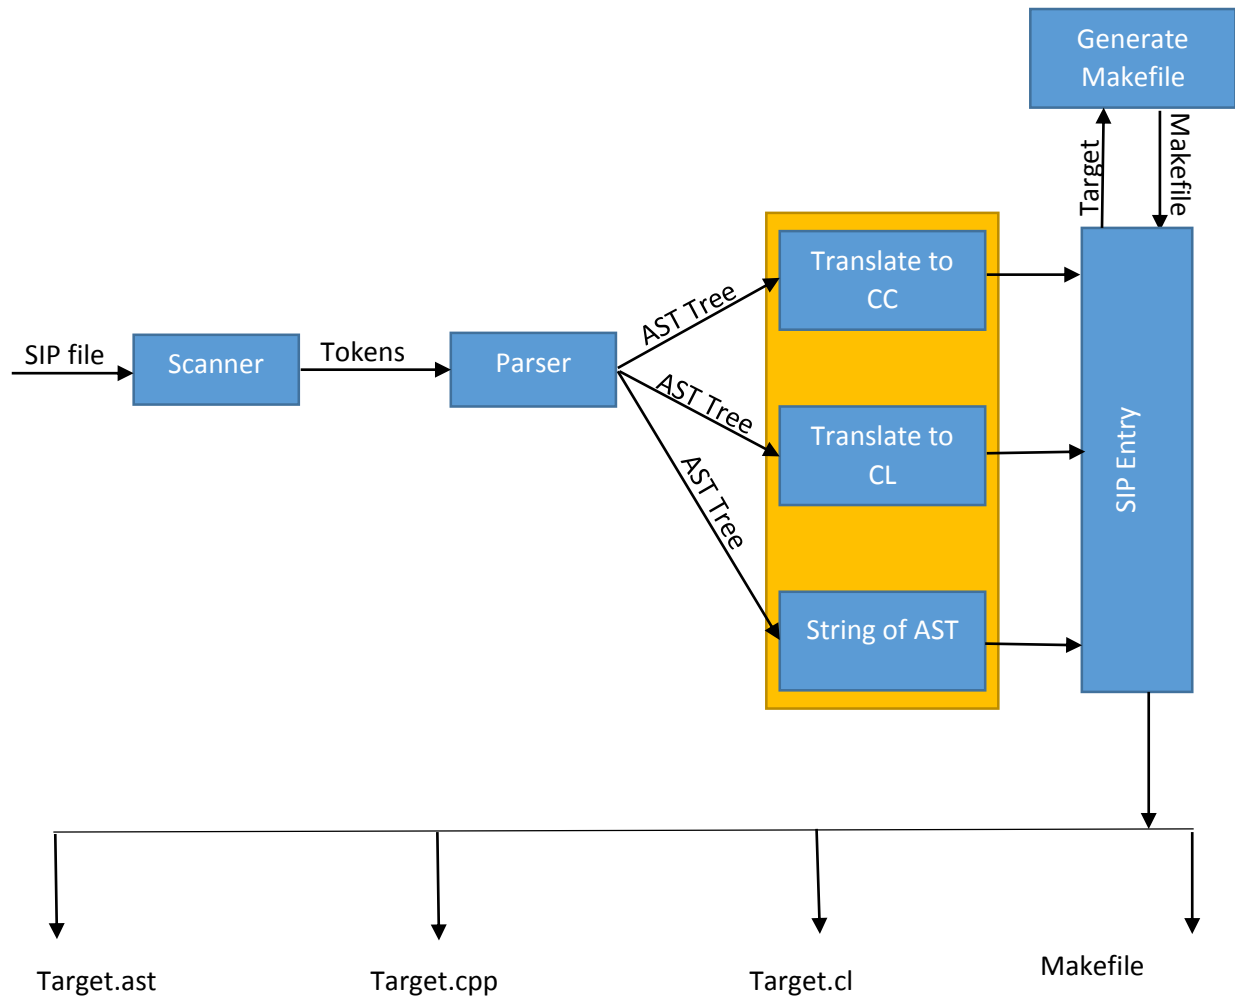 Generate
Makefile
Target
Makefile
Translate to
CC
AST Tree
SIP file
Scanner
Tokens
Parser
AST Tree
Translate to
CL
SIP Entry
AST Tree
String of AST
Target.ast
Target.cpp
Target.cl
Makefile